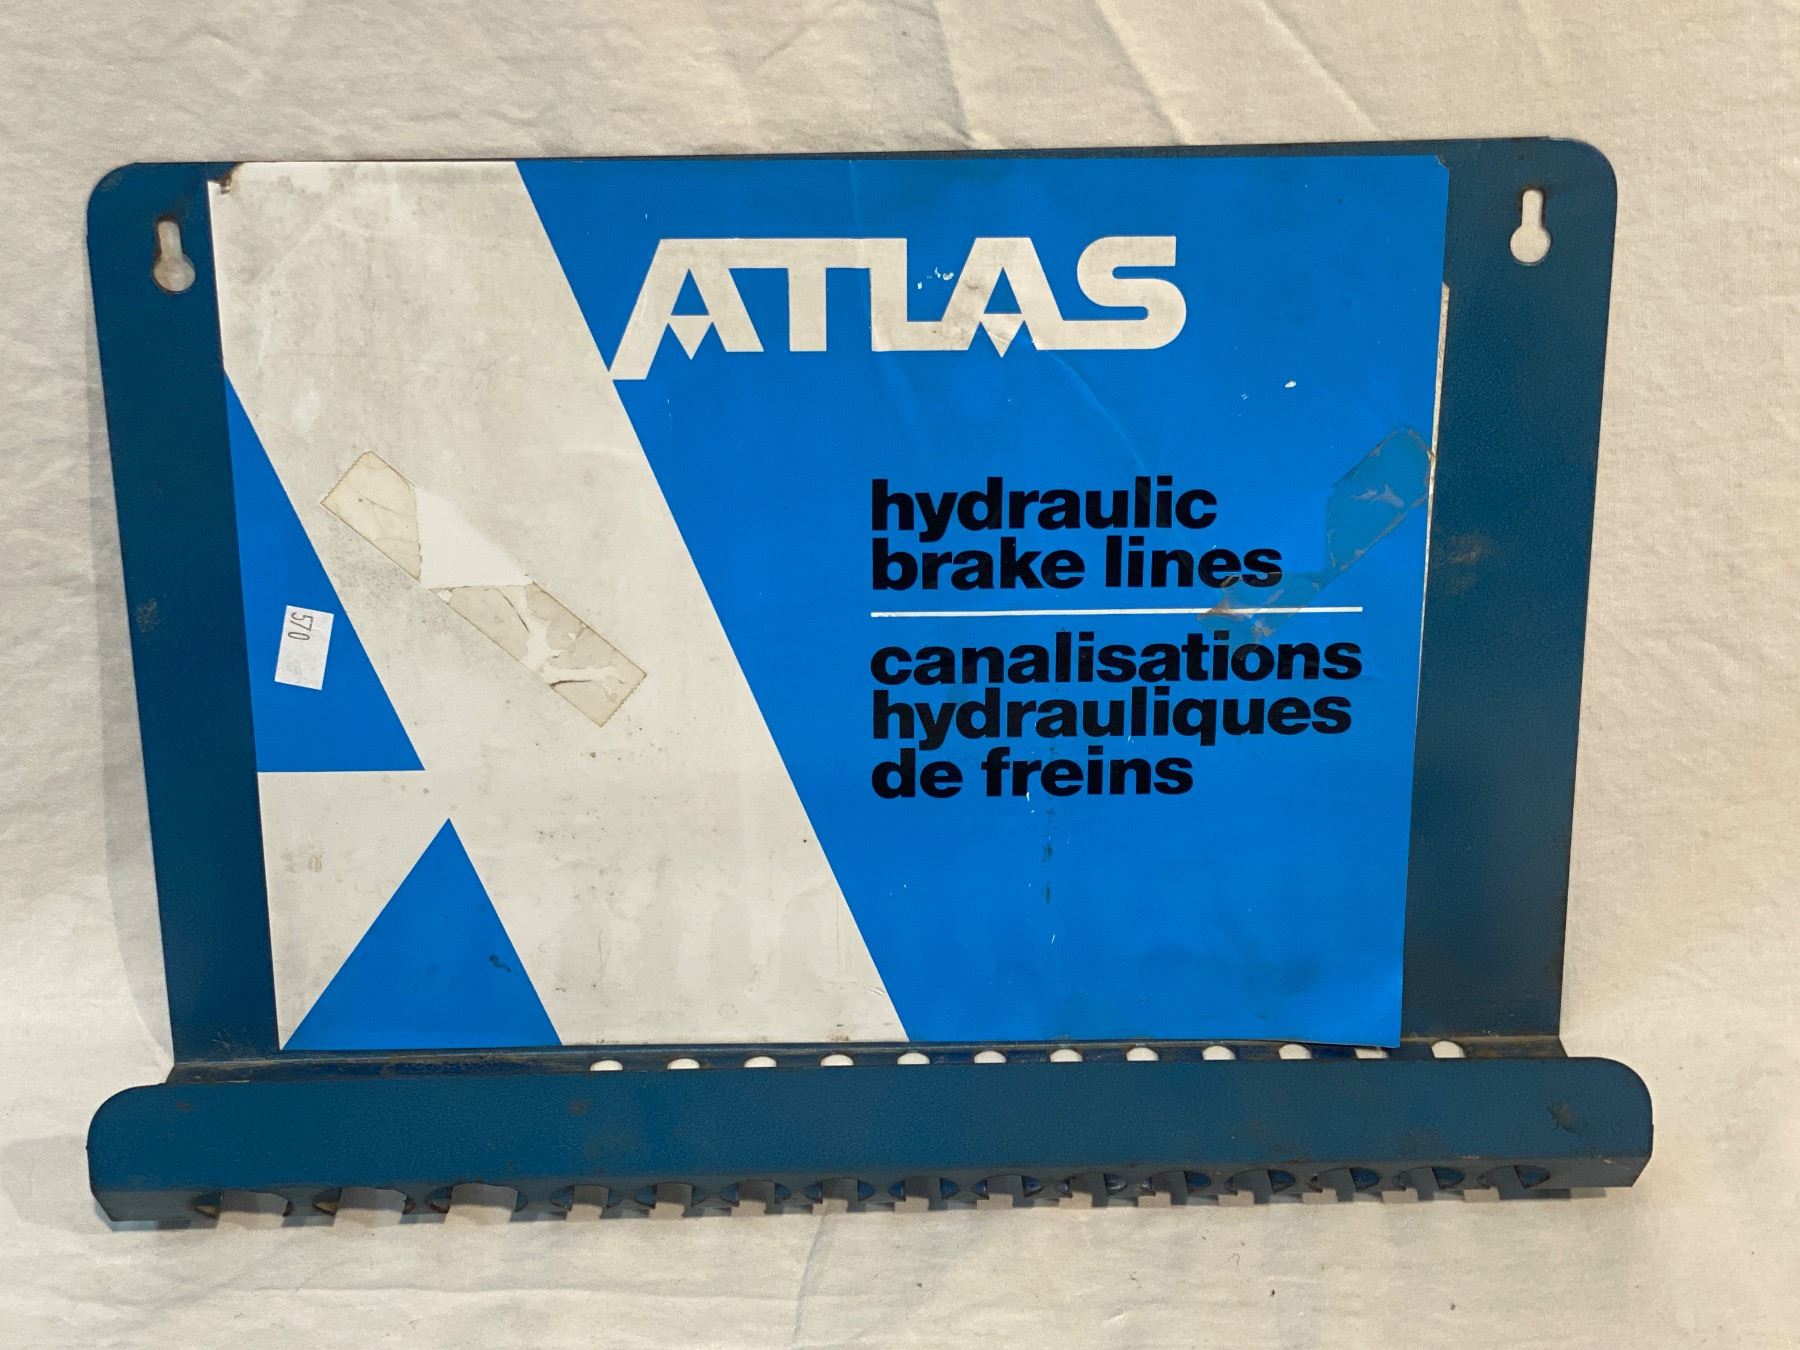 ATLAS
hydraulic
brake lines
canalisations
hydrauliques
de freins
570